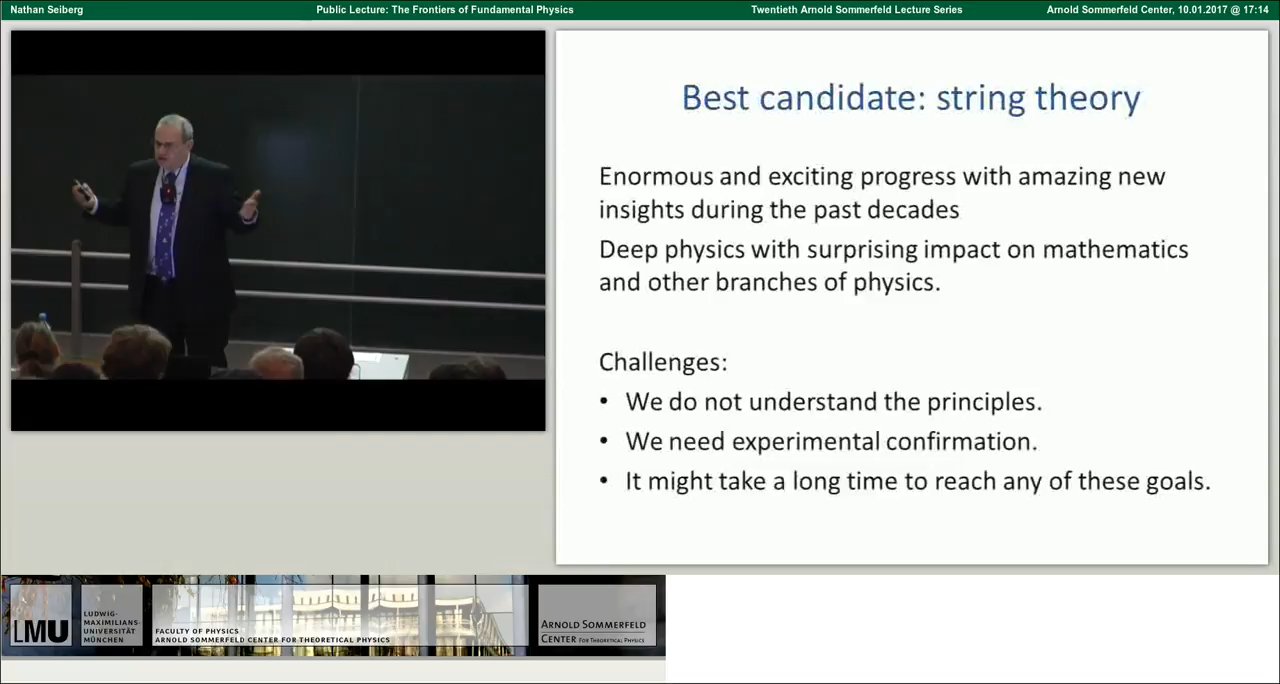 Nathan Seiberg
Public Lecture: The Frontiers of Fundamental Physics
Twentieth Arnold Sommerfeld Lecture Series
Arnold Sommerfeld Center, 10.01.2017 @ 17:14
Best candidate: string theory
Enormous and exciting progress with amazing new
insights during the past decades
Deep physics with surprising impact on mathematics
and other branches of physics.
Challenges:
• We do not understand the principles.
• We need experimental confirmation.
• It might take a long time to reach any of these goals.
LMU
LUDWIG-
MAXIMILIANS-
UNIVERSITÄT
MÜNCHEN
FACULTY OF PHYSICS
ARNOLD SOMMERFELD CENTER FOR THEORETICAL PHYSICS
ARNOLD SOMMERFELD
CENTER FOR THEORETICAL PHYSICS